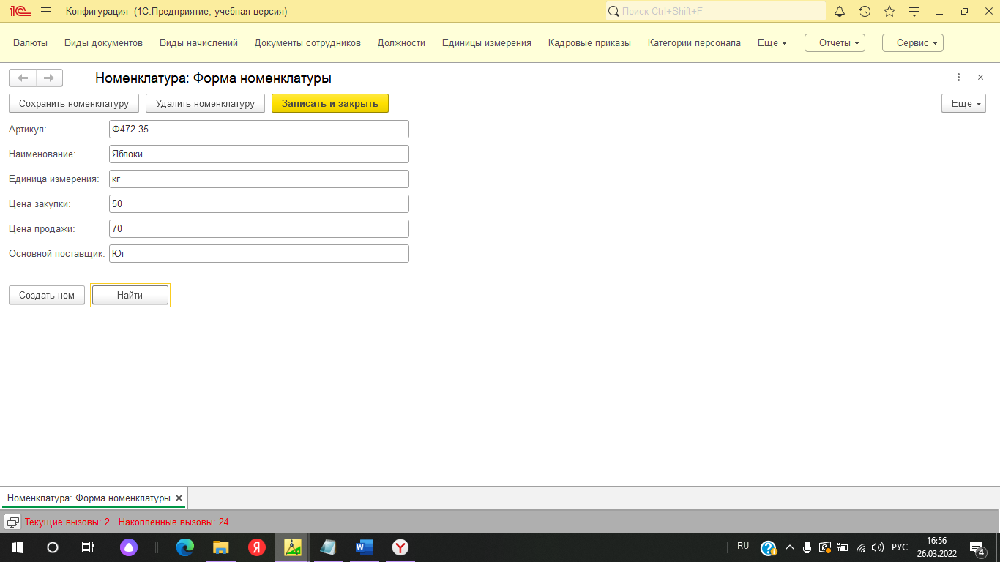 1С Конфигурация (1С:Предприятие, учебная версия) Поиск Ctrl+Shift+F
Валюты Виды документов Виды начислений Документы сотрудников Должности Единицы измерения Кадровые приказы Категории персонала Еще Отчеты Сервис
Номенклатура: Форма номенклатуры
Сохранить номенклатуру Удалить номенклатуру Записать и закрыть Еще
Артикул: Ф472-35
Наименование: Яблоки
Единица измерения: кг
Цена закупки: 50
Цена продажи: 70
Основной поставщик: Юг
Создать ном Найти
Номенклатура: Форма номенклатуры
Текущие вызовы: 2 Накопленные вызовы: 24
Я W Y RU РУС 16:56
26.03.2022 4